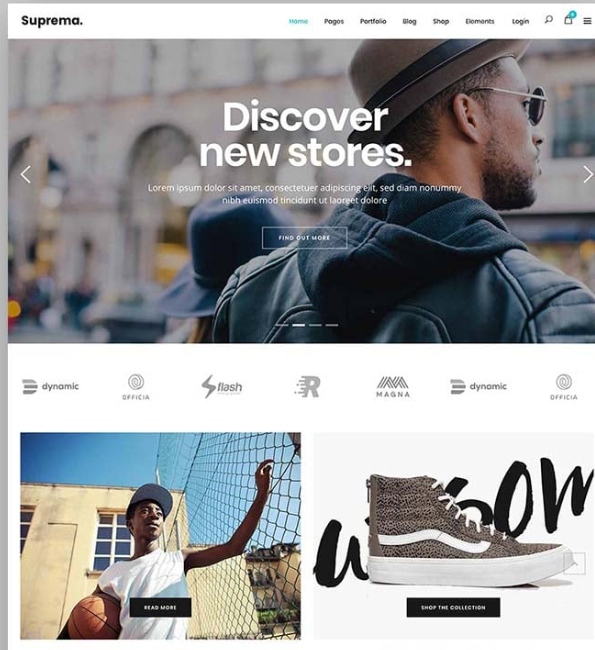 Suprema.
Home Pages Portfolio Blog Shop Elements Login
Discover
new stores.
Lorem ipsum dolor sit amet, consectetuer adipiscing elit, sed diam nonummy
nibh euismod tincidunt ut laoreet dolore
FIND OUT MORE
dynamic OFFICIA flash R MAGNA dynamic OFFICIA
READ MORE
SHOP THE COLLECTION